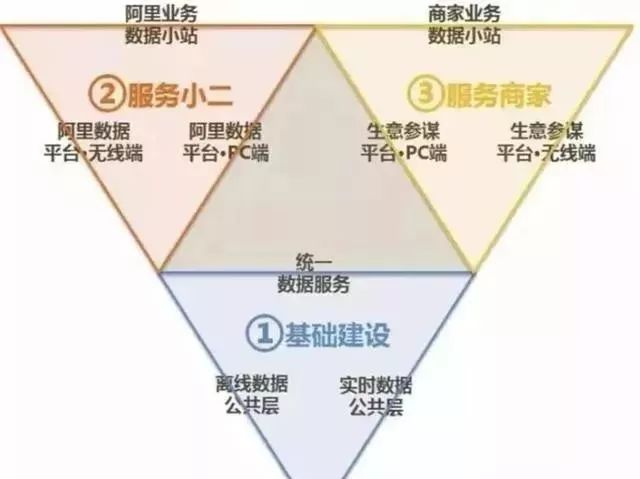 阿里业务
数据小站
商家业务
数据小站
②服务小二
③服务商家
阿里数据
平台·无线端
阿里数据
平台·PC端
生意参谋
平台·PC端
生意参谋
平台·无线端
统一
数据服务
①基础建设
离线数据
公共层
实时数据
公共层